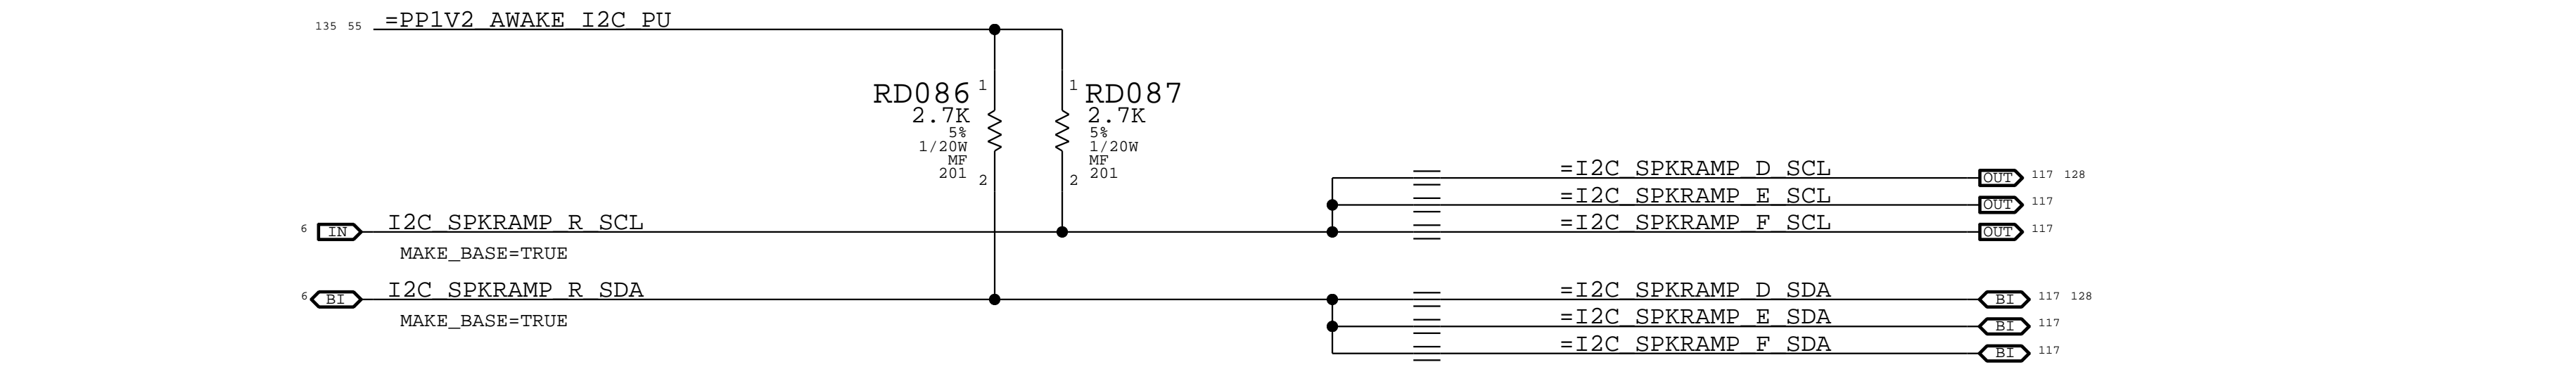 135 55 =PP1V2_AWAKE_I2C_PU
1 1
RD086 RD087
2.7K 2.7K
5% 5%
1/20W 1/20W
MF MF
201 201
2 2
=I2C_SPKRAMP_D_SCL OUT 117 128
=I2C_SPKRAMP_E_SCL OUT 117
6 IN I2C_SPKRAMP_R_SCL =I2C_SPKRAMP_F_SCL OUT 117
MAKE_BASE=TRUE
6 BI I2C_SPKRAMP_R_SDA =I2C_SPKRAMP_D_SDA BI 117 128
MAKE_BASE=TRUE =I2C_SPKRAMP_E_SDA BI 117
=I2C_SPKRAMP_F_SDA BI 117